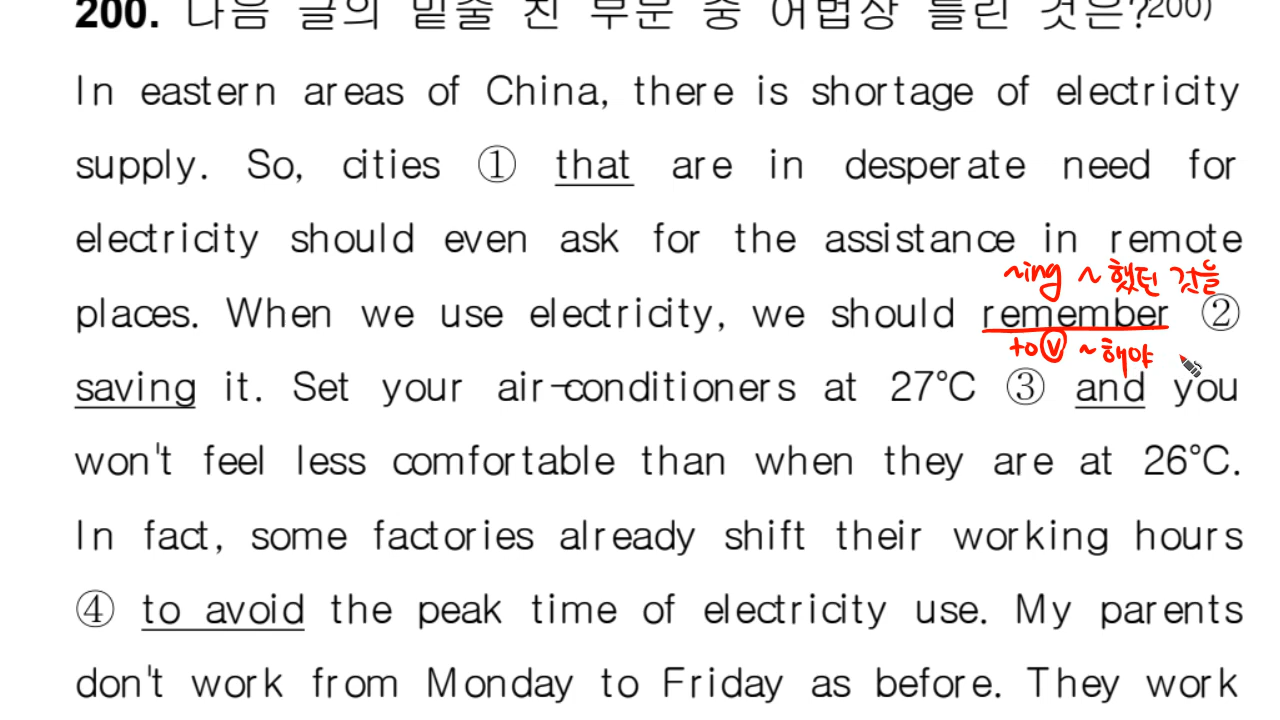 200. 다음 글의 밑줄 친 부분 중 어법상 틀린 것은?200)
In eastern areas of China, there is shortage of electricity
supply. So, cities ① that are in desperate need for
electricity should even ask for the assistance in remote
~ing ~했던 것을
places. When we use electricity, we should remember ②
to ⓥ ~해야
saving it. Set your air-conditioners at 27℃ ③ and you
won't feel less comfortable than when they are at 26℃.
In fact, some factories already shift their working hours
④ to avoid the peak time of electricity use. My parents
don't work from Monday to Friday as before. They work